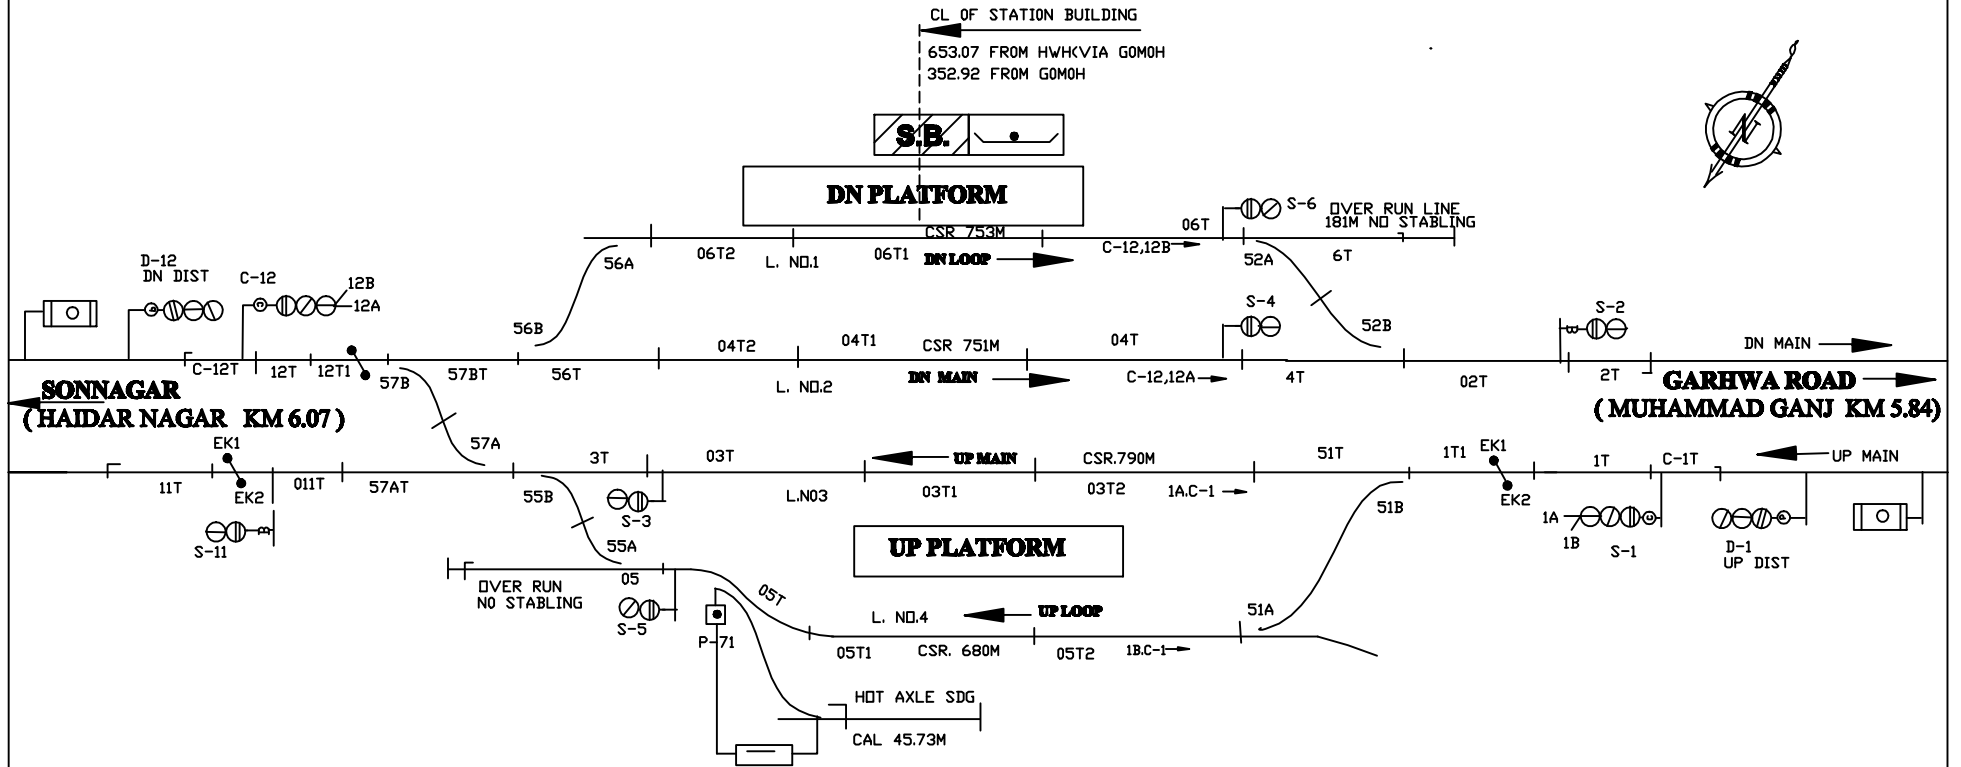 CL OF STATION BUILDING
653.07 FROM HWH(VIA GOMOH
352.92 FROM GOMOH
S.B.
N
DN PLATFORM
S-6
OVER RUN LINE
181M NO STABLING
06T
CSR 753M
C-12,12B
56A
06T2
L. NO.1
06T1
DN LOOP
52A
6T
D-12
DN DIST
C-12
12B
12A
56B
S-4
52B
S-2
04T2
04T1
CSR 751M
04T
DN MAIN
C-12T
12T
12T1
57B
57BT
56T
L. NO.2
DN MAIN
C-12,12A
4T
02T
2T
SONNAGAR
( HAIDAR NAGAR KM 6.07 )
GARHWA ROAD
( MUHAMMAD GANJ KM 5.84)
EK1
57A
3T
03T
UP MAIN
CSR.790M
51T
1T1
EK1
1T
C-1T
UP MAIN
11T
EK2
011T
57AT
55B
L.NO3
03T1
03T2
1A.C-1
51B
EK2
S-3
S-11
55A
UP PLATFORM
1A
1B
S-1
D-1
UP DIST
OVER RUN
NO STABLING
05
05T
S-5
P-71
L. NO.4
UP LOOP
51A
05T1
CSR. 680M
05T2
1B.C-1
HOT AXLE SDG
CAL 45.73M